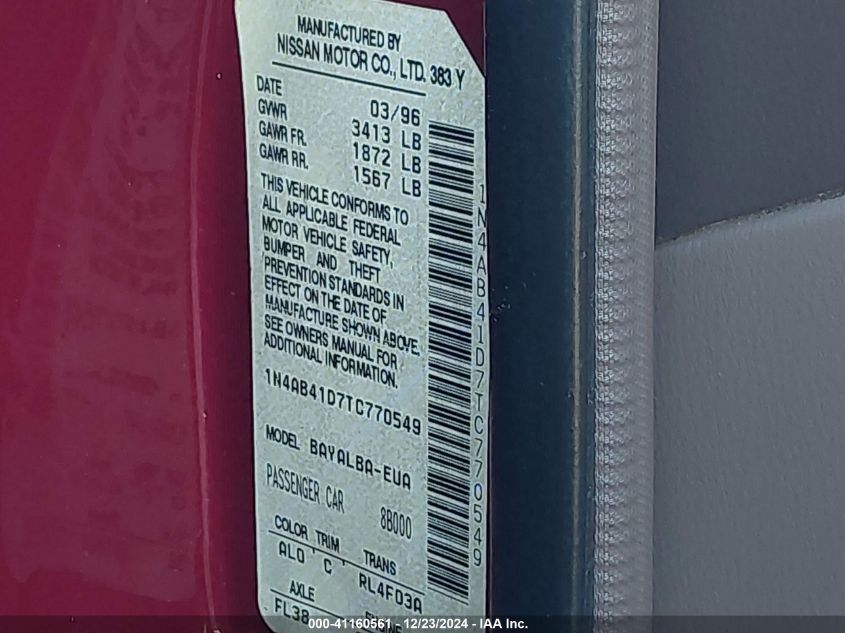 MANUFACTURED BY
NISSAN MOTOR CO., LTD. 383 Y
DATE 03/96
GVWR 3413 LB
GAWR FR. 1872 LB
GAWR RR. 1567 LB
THIS VEHICLE CONFORMS TO
ALL APPLICABLE FEDERAL
MOTOR VEHICLE SAFETY,
BUMPER AND THEFT
PREVENTION STANDARDS IN
EFFECT ON THE DATE OF
MANUFACTURE SHOWN ABOVE.
SEE OWNERS MANUAL FOR
ADDITIONAL INFORMATION.
1N4AB41D7TC770549
1N4AB41D7TC770549
MODEL BAYALBA-EUA
PASSENGER CAR 8B000
COLOR TRIM TRANS
AL0 ' C ' RL4F03A
AXLE
FL38
000-41160561 - 12/23/2024 - IAA Inc.